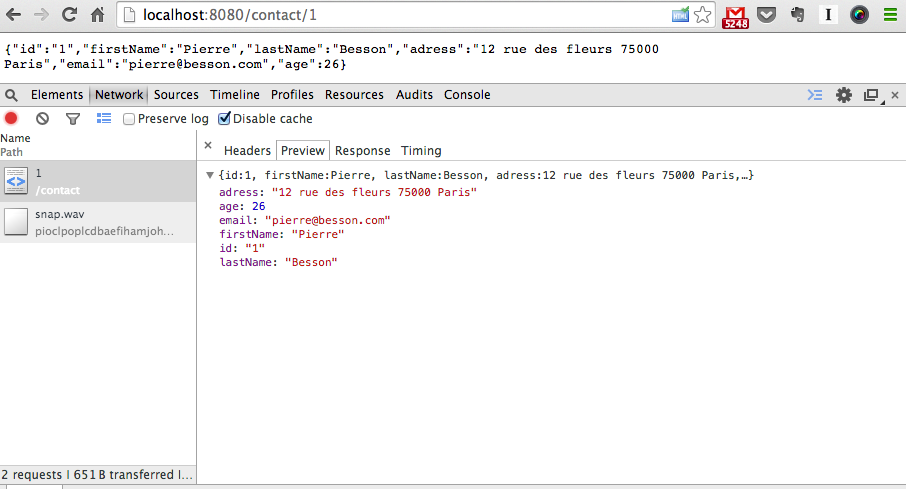 localhost:8080/contact/1
5248
{"id":"1","firstName":"Pierre","lastName":"Besson","adress":"12 rue des fleurs 75000
Paris","email":"pierre@besson.com","age":26}
Elements Network Sources Timeline Profiles Resources Audits Console
Preserve log Disable cache
Name
Path
Headers Preview Response Timing
1
/contact
snap.wav
pioclpoplcdbaefihamjoh...
{id:1, firstName:Pierre, lastName:Besson, adress:12 rue des fleurs 75000 Paris,…}
adress: "12 rue des fleurs 75000 Paris"
age: 26
email: "pierre@besson.com"
firstName: "Pierre"
id: "1"
lastName: "Besson"
2 requests | 651 B transferred |...